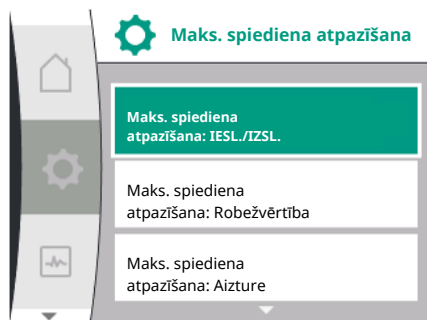 Maks. spiediena atpazīšana
Maks. spiediena
atpazīšana: IESL./IZSL.
Maks. spiediena
atpazīšana: Robežvērtība
Maks. spiediena
atpazīšana: Aizture